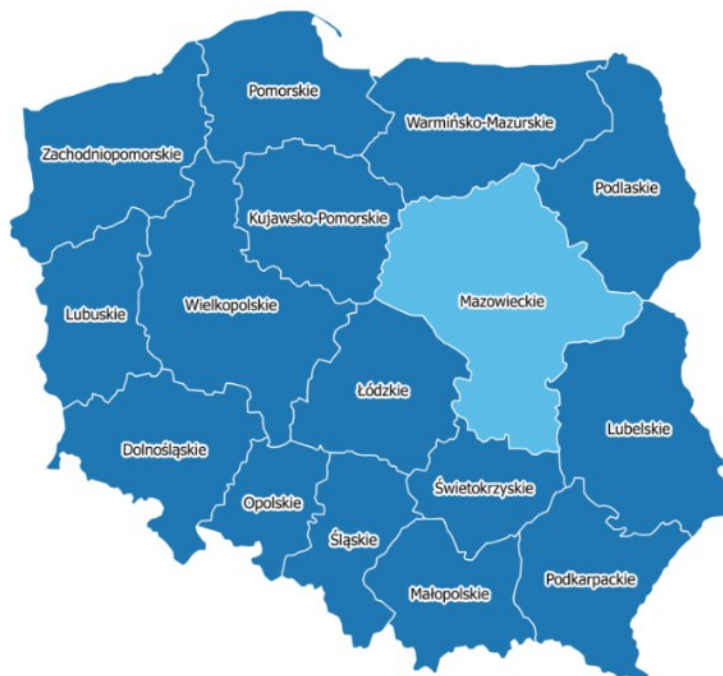 Pomorskie
Warmińsko-Mazurskie
Zachodniopomorskie
Podlaskie
Kujawsko-Pomorskie
Mazowieckie
Wielkopolskie
Lubuskie
Łódzkie
Lubelskie
Dolnośląskie
Świetokrzyskie
Opolskie
Śląskie
Podkarpackie
Małopolskie